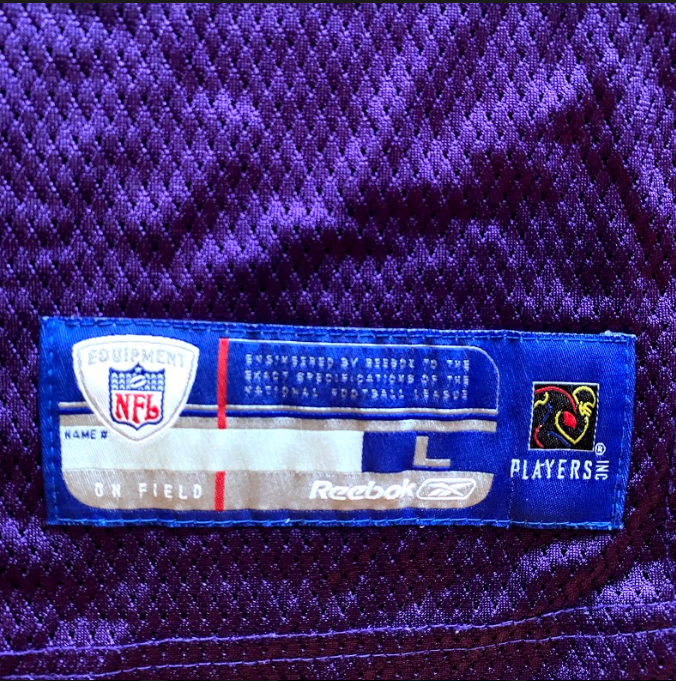 EQUIPMENT
NFL
ENGINEERED BY REEBOK TO THE
EXACT SPECIFICATIONS OF THE
NATIONAL FOOTBALL LEAGUE
NAME #
L
ON FIELD
Reebok
PLAYERS INC®